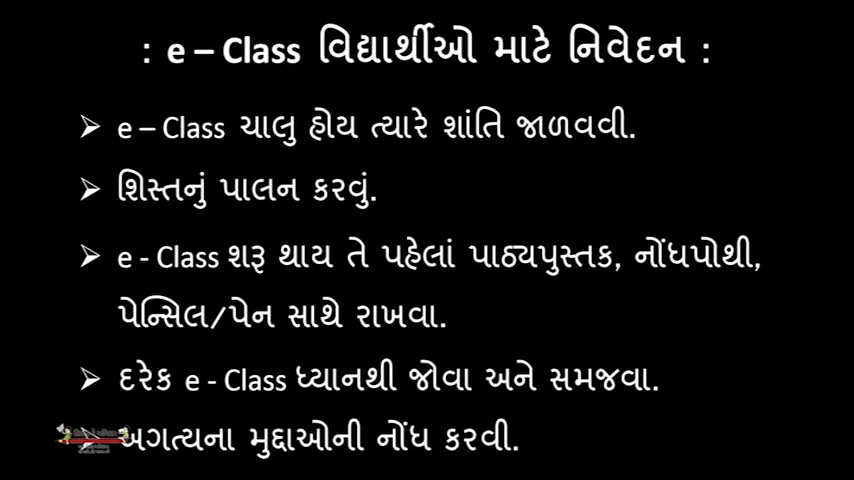 : e – Class વિદ્યાર્થીઓ માટે નિવેદન :
➢ e – Class ચાલુ હોય ત્યારે શાંતિ જાળવવી.
➢ શિસ્તનું પાલન કરવું.
➢ e - Class શરૂ થાય તે પહેલાં પાઠ્યપુસ્તક, નોંધપોથી,
પેન્સિલ/પેન સાથે રાખવા.
➢ દરેક e - Class ધ્યાનથી જોવા અને સમજવા.
અગત્યના મુદ્દાઓની નોંધ કરવી.